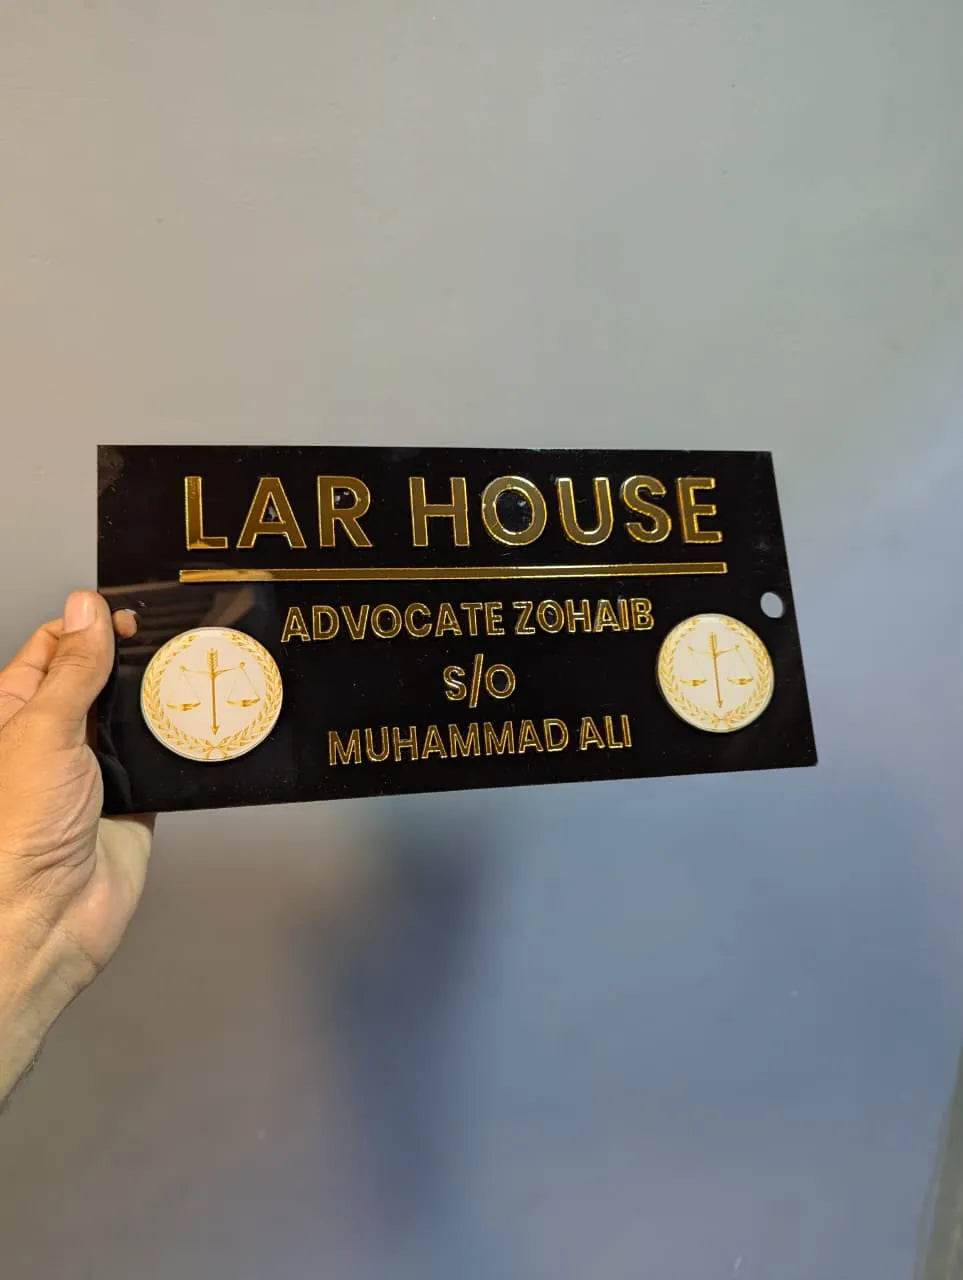 LAR HOUSE
ADVOCATE ZOHAIB
S/O
MUHAMMAD ALI